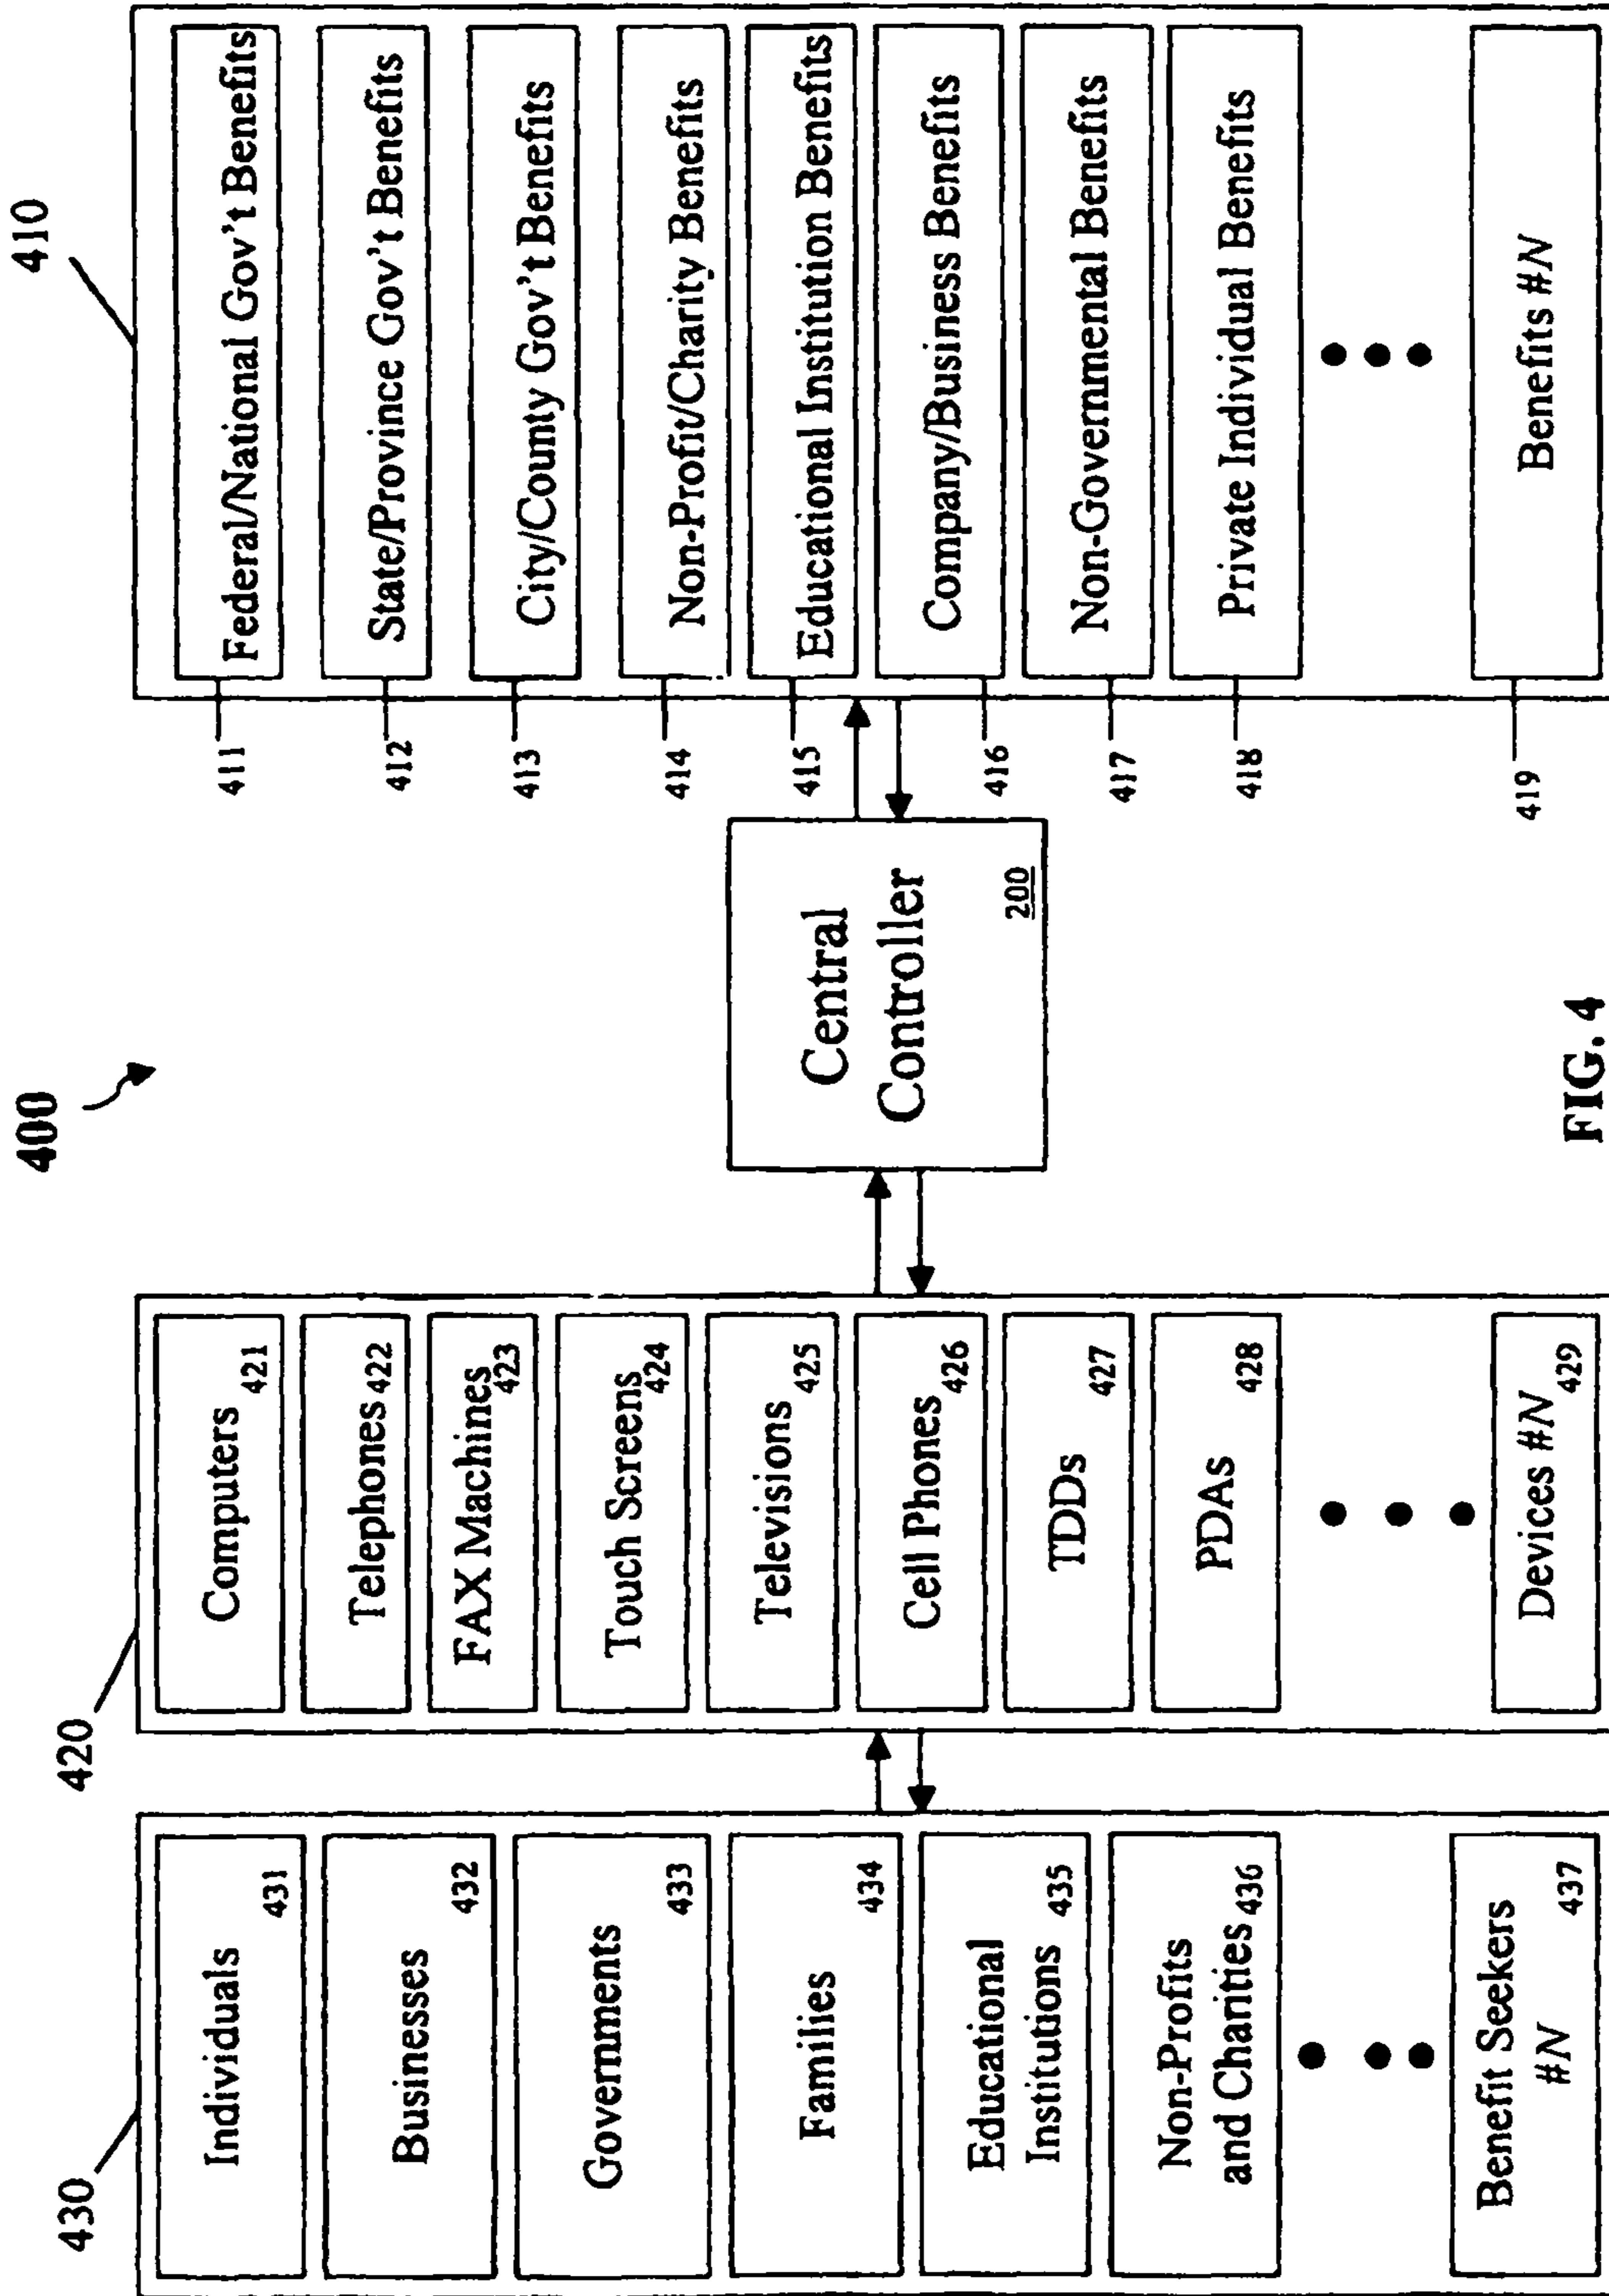 400
430
Individuals
431
Businesses
432
Governments
433
Families
434
Educational
Institutions
435
Non-Profits
and Charities
436
Benefit Seekers
#N
437
420
Computers
421
Telephones
422
FAX Machines
423
Touch Screens
424
Televisions
425
Cell Phones
426
TDDs
427
PDAs
428
Devices #N
429
Central
Controller
200
410
411
Federal/National Gov't Benefits
412
State/Province Gov't Benefits
413
City/County Gov't Benefits
414
Non-Profit/Charity Benefits
415
Educational Institution Benefits
416
Company/Business Benefits
417
Non-Governmental Benefits
418
Private Individual Benefits
419
Benefits #N
FIG. 4